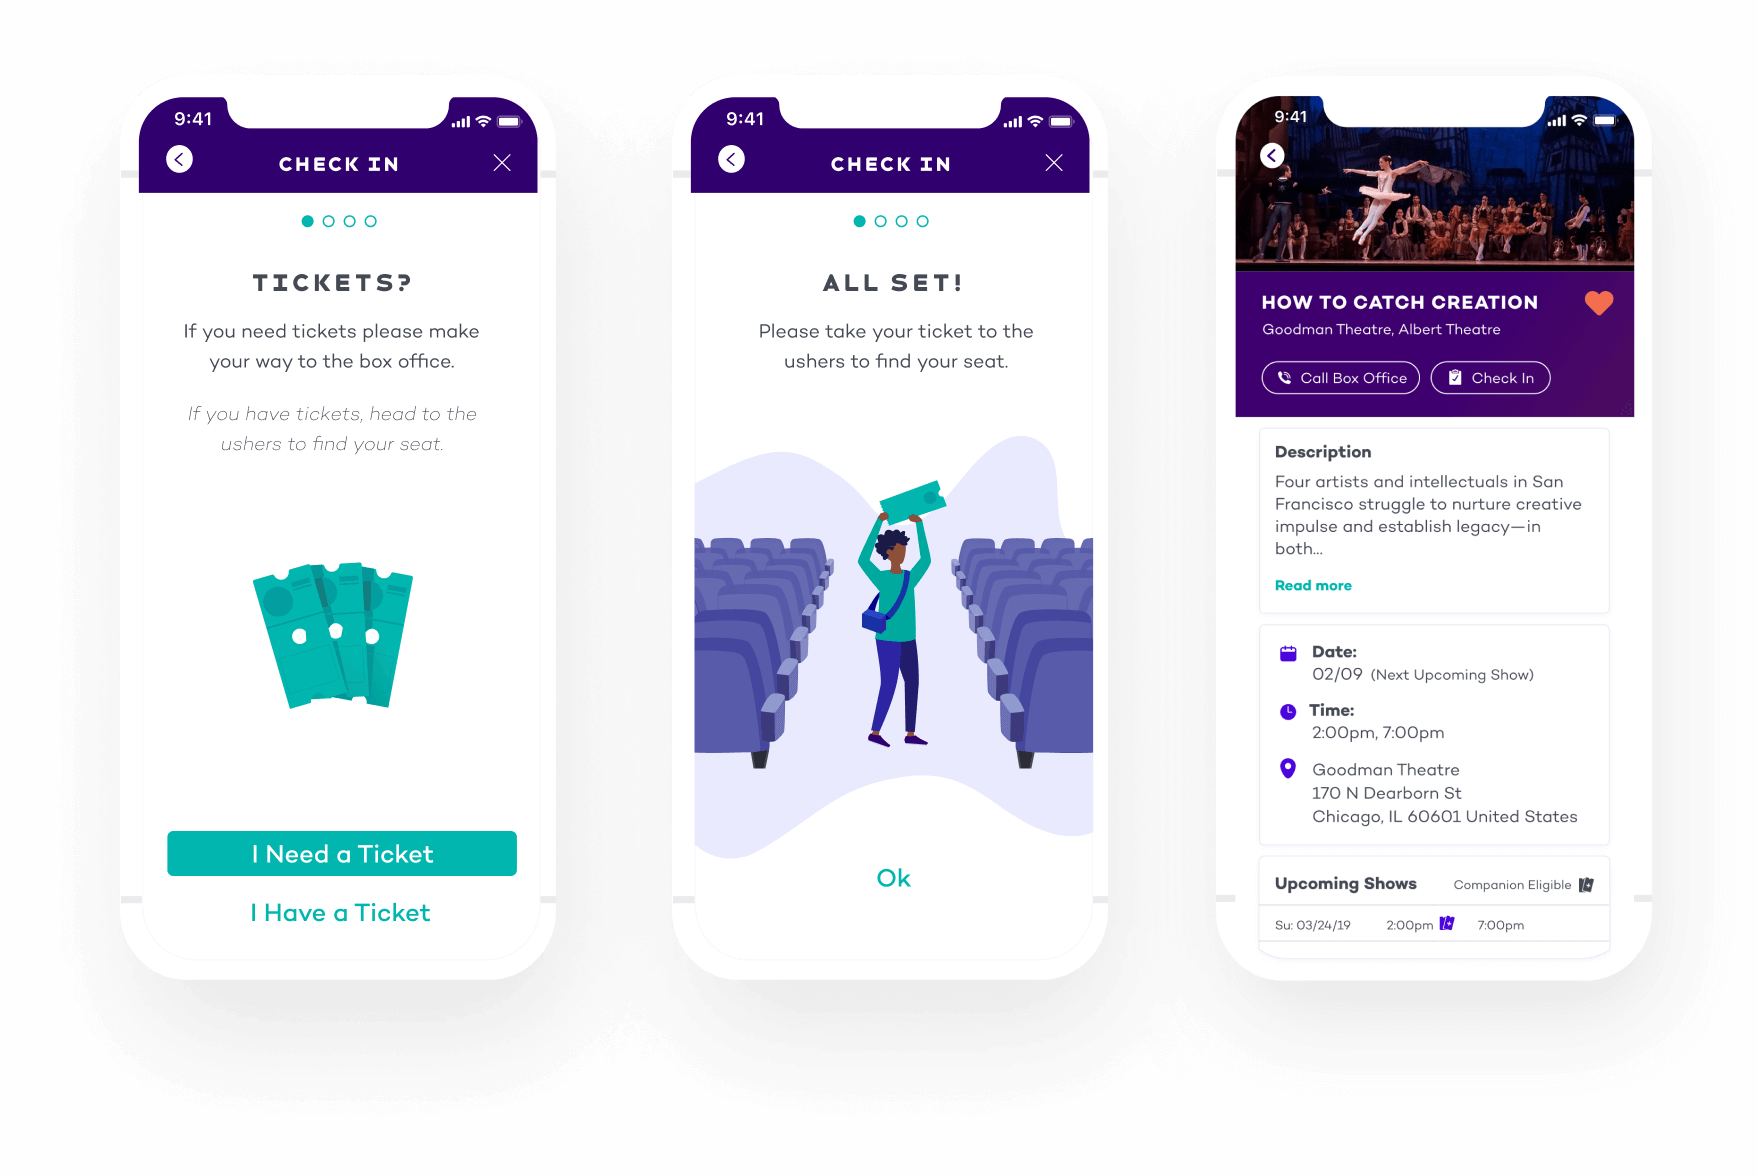 9:41
CHECK IN
TICKETS?
If you need tickets please make
your way to the box office.
If you have tickets, head to the
ushers to find your seat.
I Need a Ticket
I Have a Ticket
9:41
CHECK IN
ALL SET!
Please take your ticket to the
ushers to find your seat.
Ok
9:41
HOW TO CATCH CREATION
Goodman Theatre, Albert Theatre
Call Box Office
Check In
Description
Four artists and intellectuals in San
Francisco struggle to nurture creative
impulse and establish legacy—in
both...
Read more
Date:
02/09 (Next Upcoming Show)
Time:
2:00pm, 7:00pm
Goodman Theatre
170 N Dearborn St
Chicago, IL 60601 United States
Upcoming Shows Companion Eligible
Su: 03/24/19 2:00pm 7:00pm